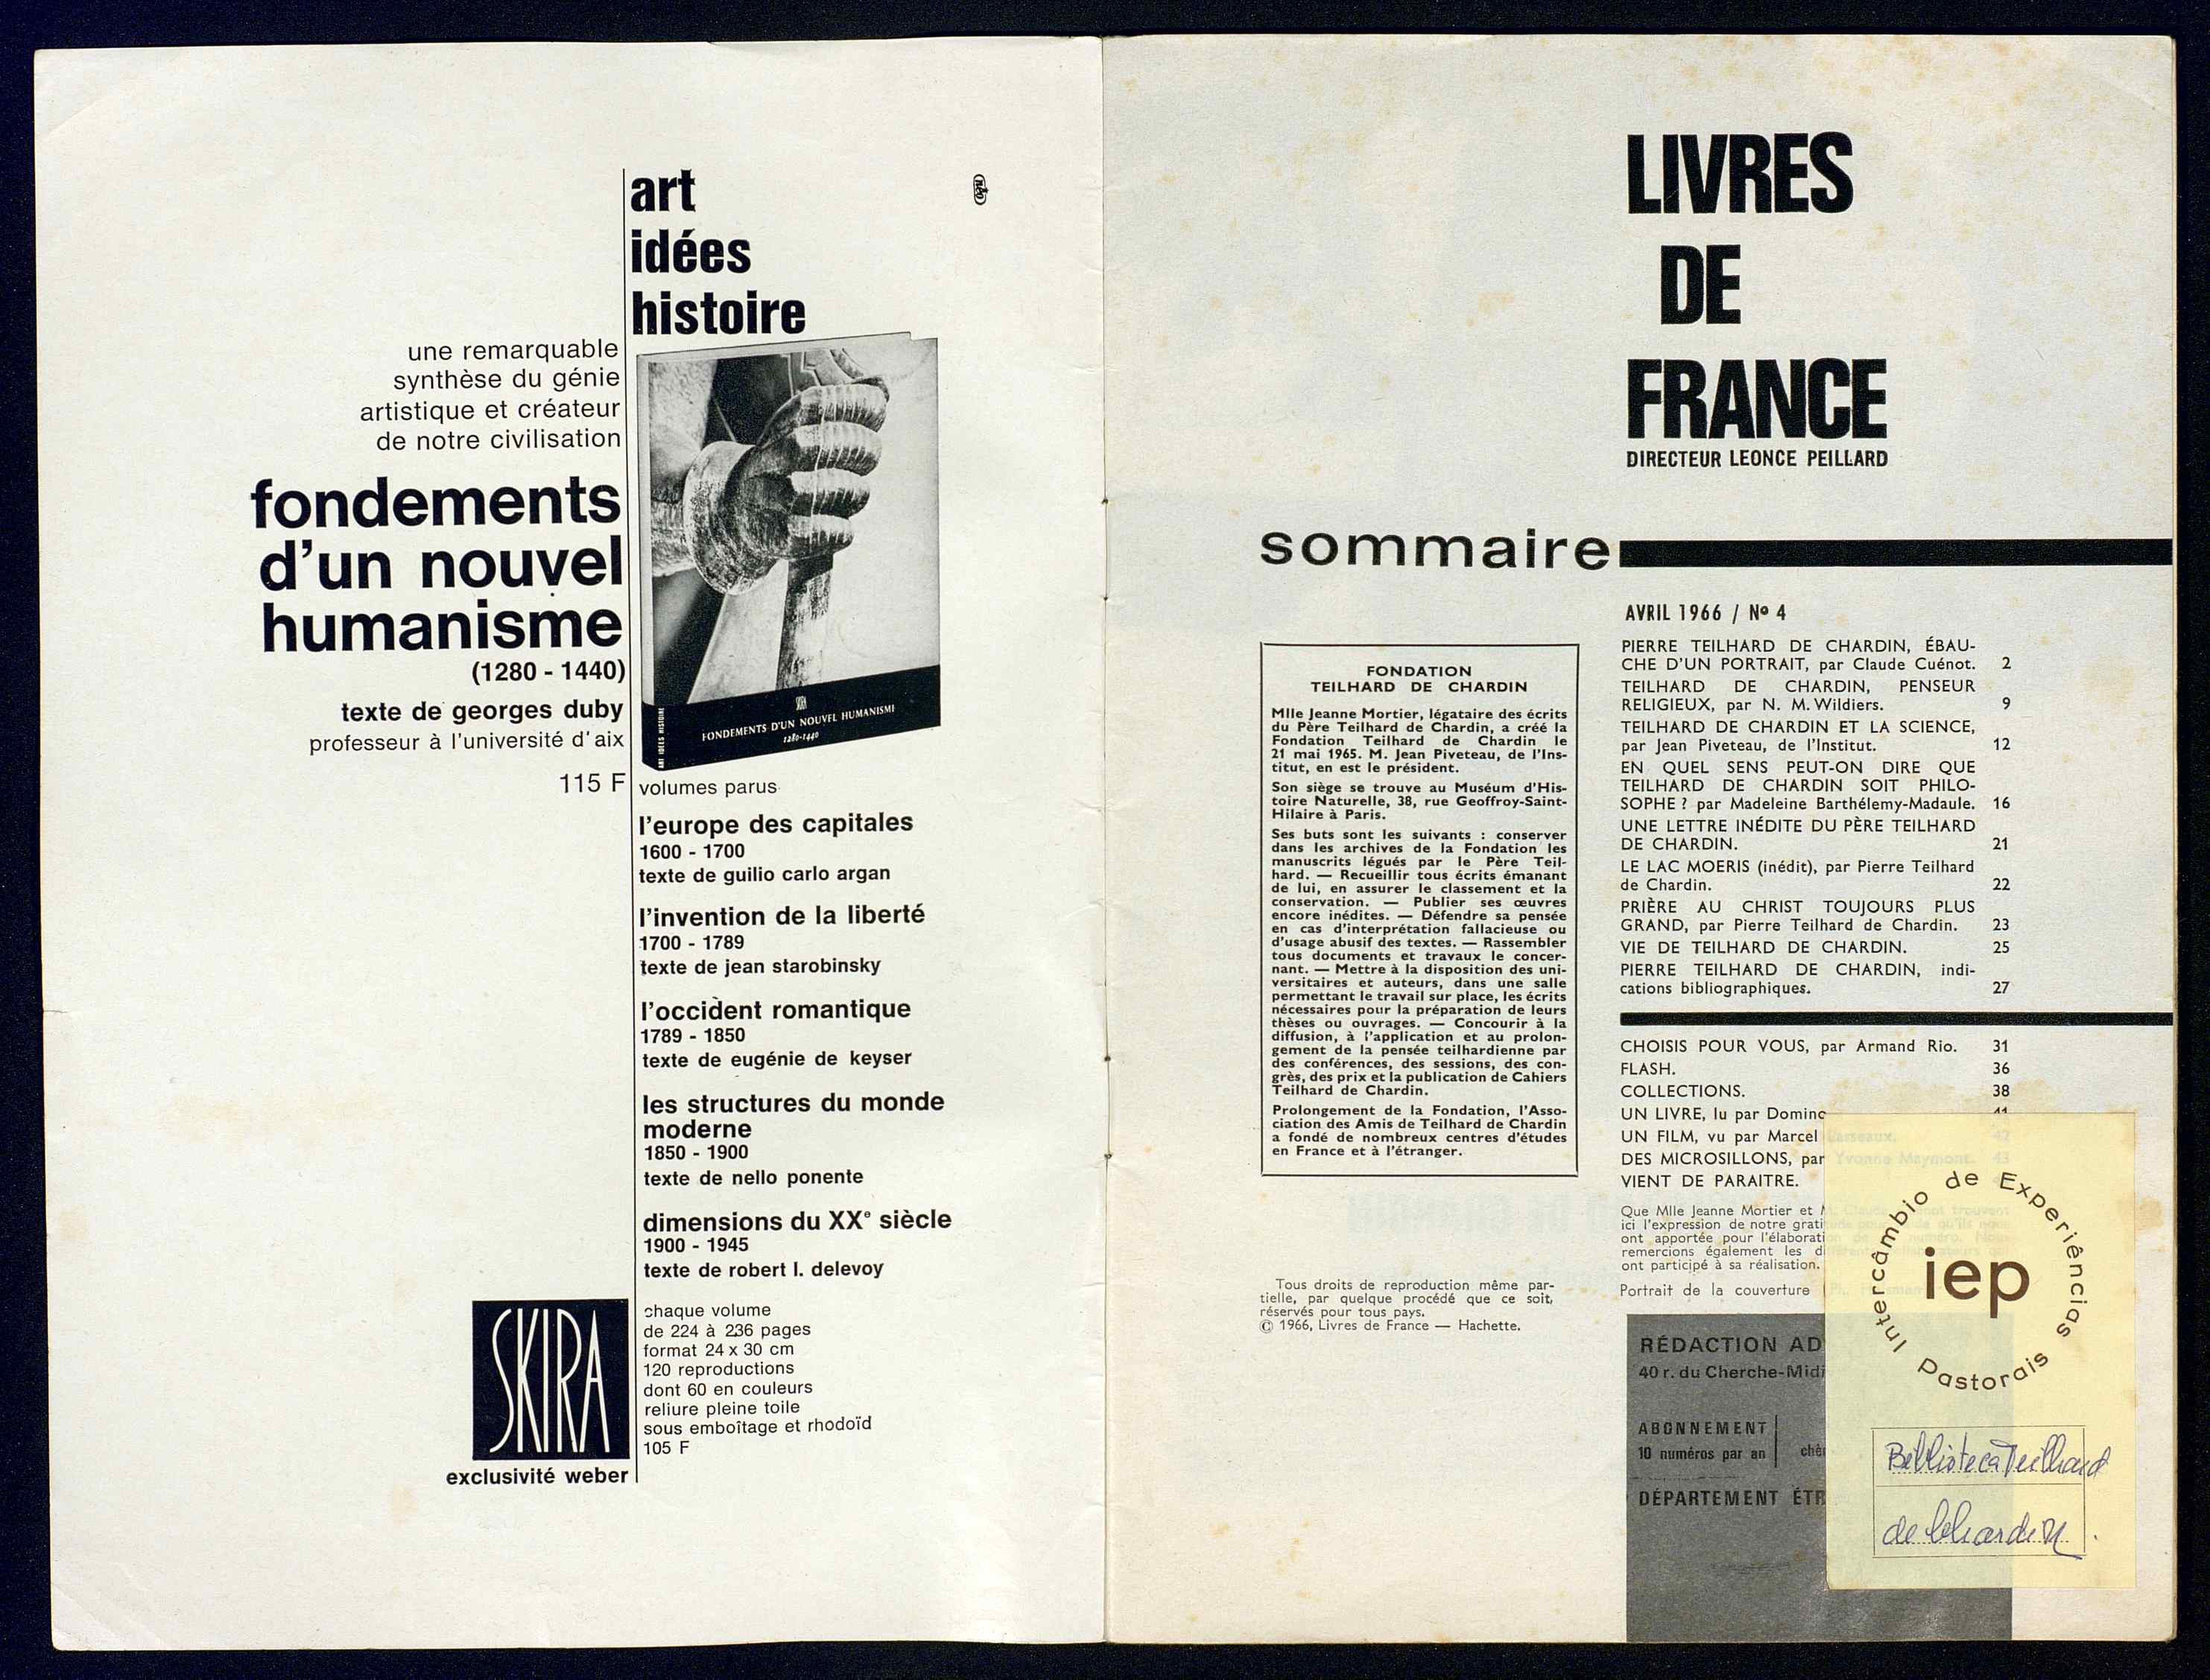 art
idées
histoire
une remarquable
synthèse du génie
artistique et créateur
de notre civilisation
fondements
d'un nouvel
humanisme
(1280 - 1440)
texte de georges duby
professeur à l'université d'aix
115 F
ART IDEES HISTOIRE
SKIRA
FONDEMENTS D'UN NOUVEL HUMANISME
1280-1440
volumes parus
l'europe des capitales
1600 - 1700
texte de guilio carlo argan
l'invention de la liberté
1700 - 1789
texte de jean starobinsky
l'occident romantique
1789 - 1850
texte de eugénie de keyser
les structures du monde
moderne
1850 - 1900
texte de nello ponente
dimensions du XXe siècle
1900 - 1945
texte de robert l. delevoy
SKIRA
exclusivité weber
chaque volume
de 224 à 236 pages
format 24 x 30 cm
120 reproductions
dont 60 en couleurs
reliure pleine toile
sous emboîtage et rhodoïd
105 F
LIVRES
DE
FRANCE
DIRECTEUR LEONCE PEILLARD
sommaire
FONDATION
TEILHARD DE CHARDIN
Mlle Jeanne Mortier, légataire des écrits
du Père Teilhard de Chardin, a créé la
Fondation Teilhard de Chardin le
21 mai 1965. M. Jean Piveteau, de l'Ins-
titut, en est le président.
Son siège se trouve au Muséum d'His-
toire Naturelle, 38, rue Geoffroy-Saint-
Hilaire à Paris.
Ses buts sont les suivants : conserver
dans les archives de la Fondation les
manuscrits légués par le Père Teil-
hard. — Recueillir tous écrits émanant
de lui, en assurer le classement et la
conservation. — Publier ses œuvres
encore inédites. — Défendre sa pensée
en cas d'interprétation fallacieuse ou
d'usage abusif des textes. — Rassembler
tous documents et travaux le concer-
nant. — Mettre à la disposition des uni-
versitaires et auteurs, dans une salle
permettant le travail sur place, les écrits
nécessaires pour la préparation de leurs
thèses ou ouvrages. — Concourir à la
diffusion, à l'application et au prolon-
gement de la pensée teilhardienne par
des conférences, des sessions, des con-
grès, des prix et la publication de Cahiers
Teilhard de Chardin.
Prolongement de la Fondation, l'Asso-
ciation des Amis de Teilhard de Chardin
a fondé de nombreux centres d'études
en France et à l'étranger.
Tous droits de reproduction même par-
tielle, par quelque procédé que ce soit,
réservés pour tous pays.
© 1966, Livres de France — Hachette.
AVRIL 1966 / No 4
PIERRE TEILHARD DE CHARDIN, ÉBAU-
CHE D'UN PORTRAIT, par Claude Cuénot. 2
TEILHARD DE CHARDIN, PENSEUR
RELIGIEUX, par N. M. Wildiers. 9
TEILHARD DE CHARDIN ET LA SCIENCE,
par Jean Piveteau, de l'Institut. 12
EN QUEL SENS PEUT-ON DIRE QUE
TEILHARD DE CHARDIN SOIT PHILO-
SOPHE ? par Madeleine Barthélemy-Madaule. 16
UNE LETTRE INÉDITE DU PÈRE TEILHARD
DE CHARDIN. 21
LE LAC MOERIS (inédit), par Pierre Teilhard
de Chardin. 22
PRIÈRE AU CHRIST TOUJOURS PLUS
GRAND, par Pierre Teilhard de Chardin. 23
VIE DE TEILHARD DE CHARDIN. 25
PIERRE TEILHARD DE CHARDIN, indi-
cations bibliographiques. 27
CHOISIS POUR VOUS, par Armand Rio. 31
FLASH. 36
COLLECTIONS. 38
UN LIVRE, lu par Dominc 41
UN FILM, vu par Marcel Larseaux. 42
DES MICROSILLONS, par Yvonne Maymont. 43
VIENT DE PARAITRE.
Que Mlle Jeanne Mortier et M. Claude Cuénot trouvent
ici l'expression de notre grati
ont apportée pour l'élaborati numéro. Nous
remercions également les d
ont participé à sa réalisation.
Portrait de la couverture
RÉDACTION AD
40 r. du Cherche-Midi
ABONNEMENT
10 numéros par an
chè
DÉPARTEMENT ÉTR
Intercâmbio de Experiências Pastorais
iep
Biblioteca Teilhard
de Chardin.